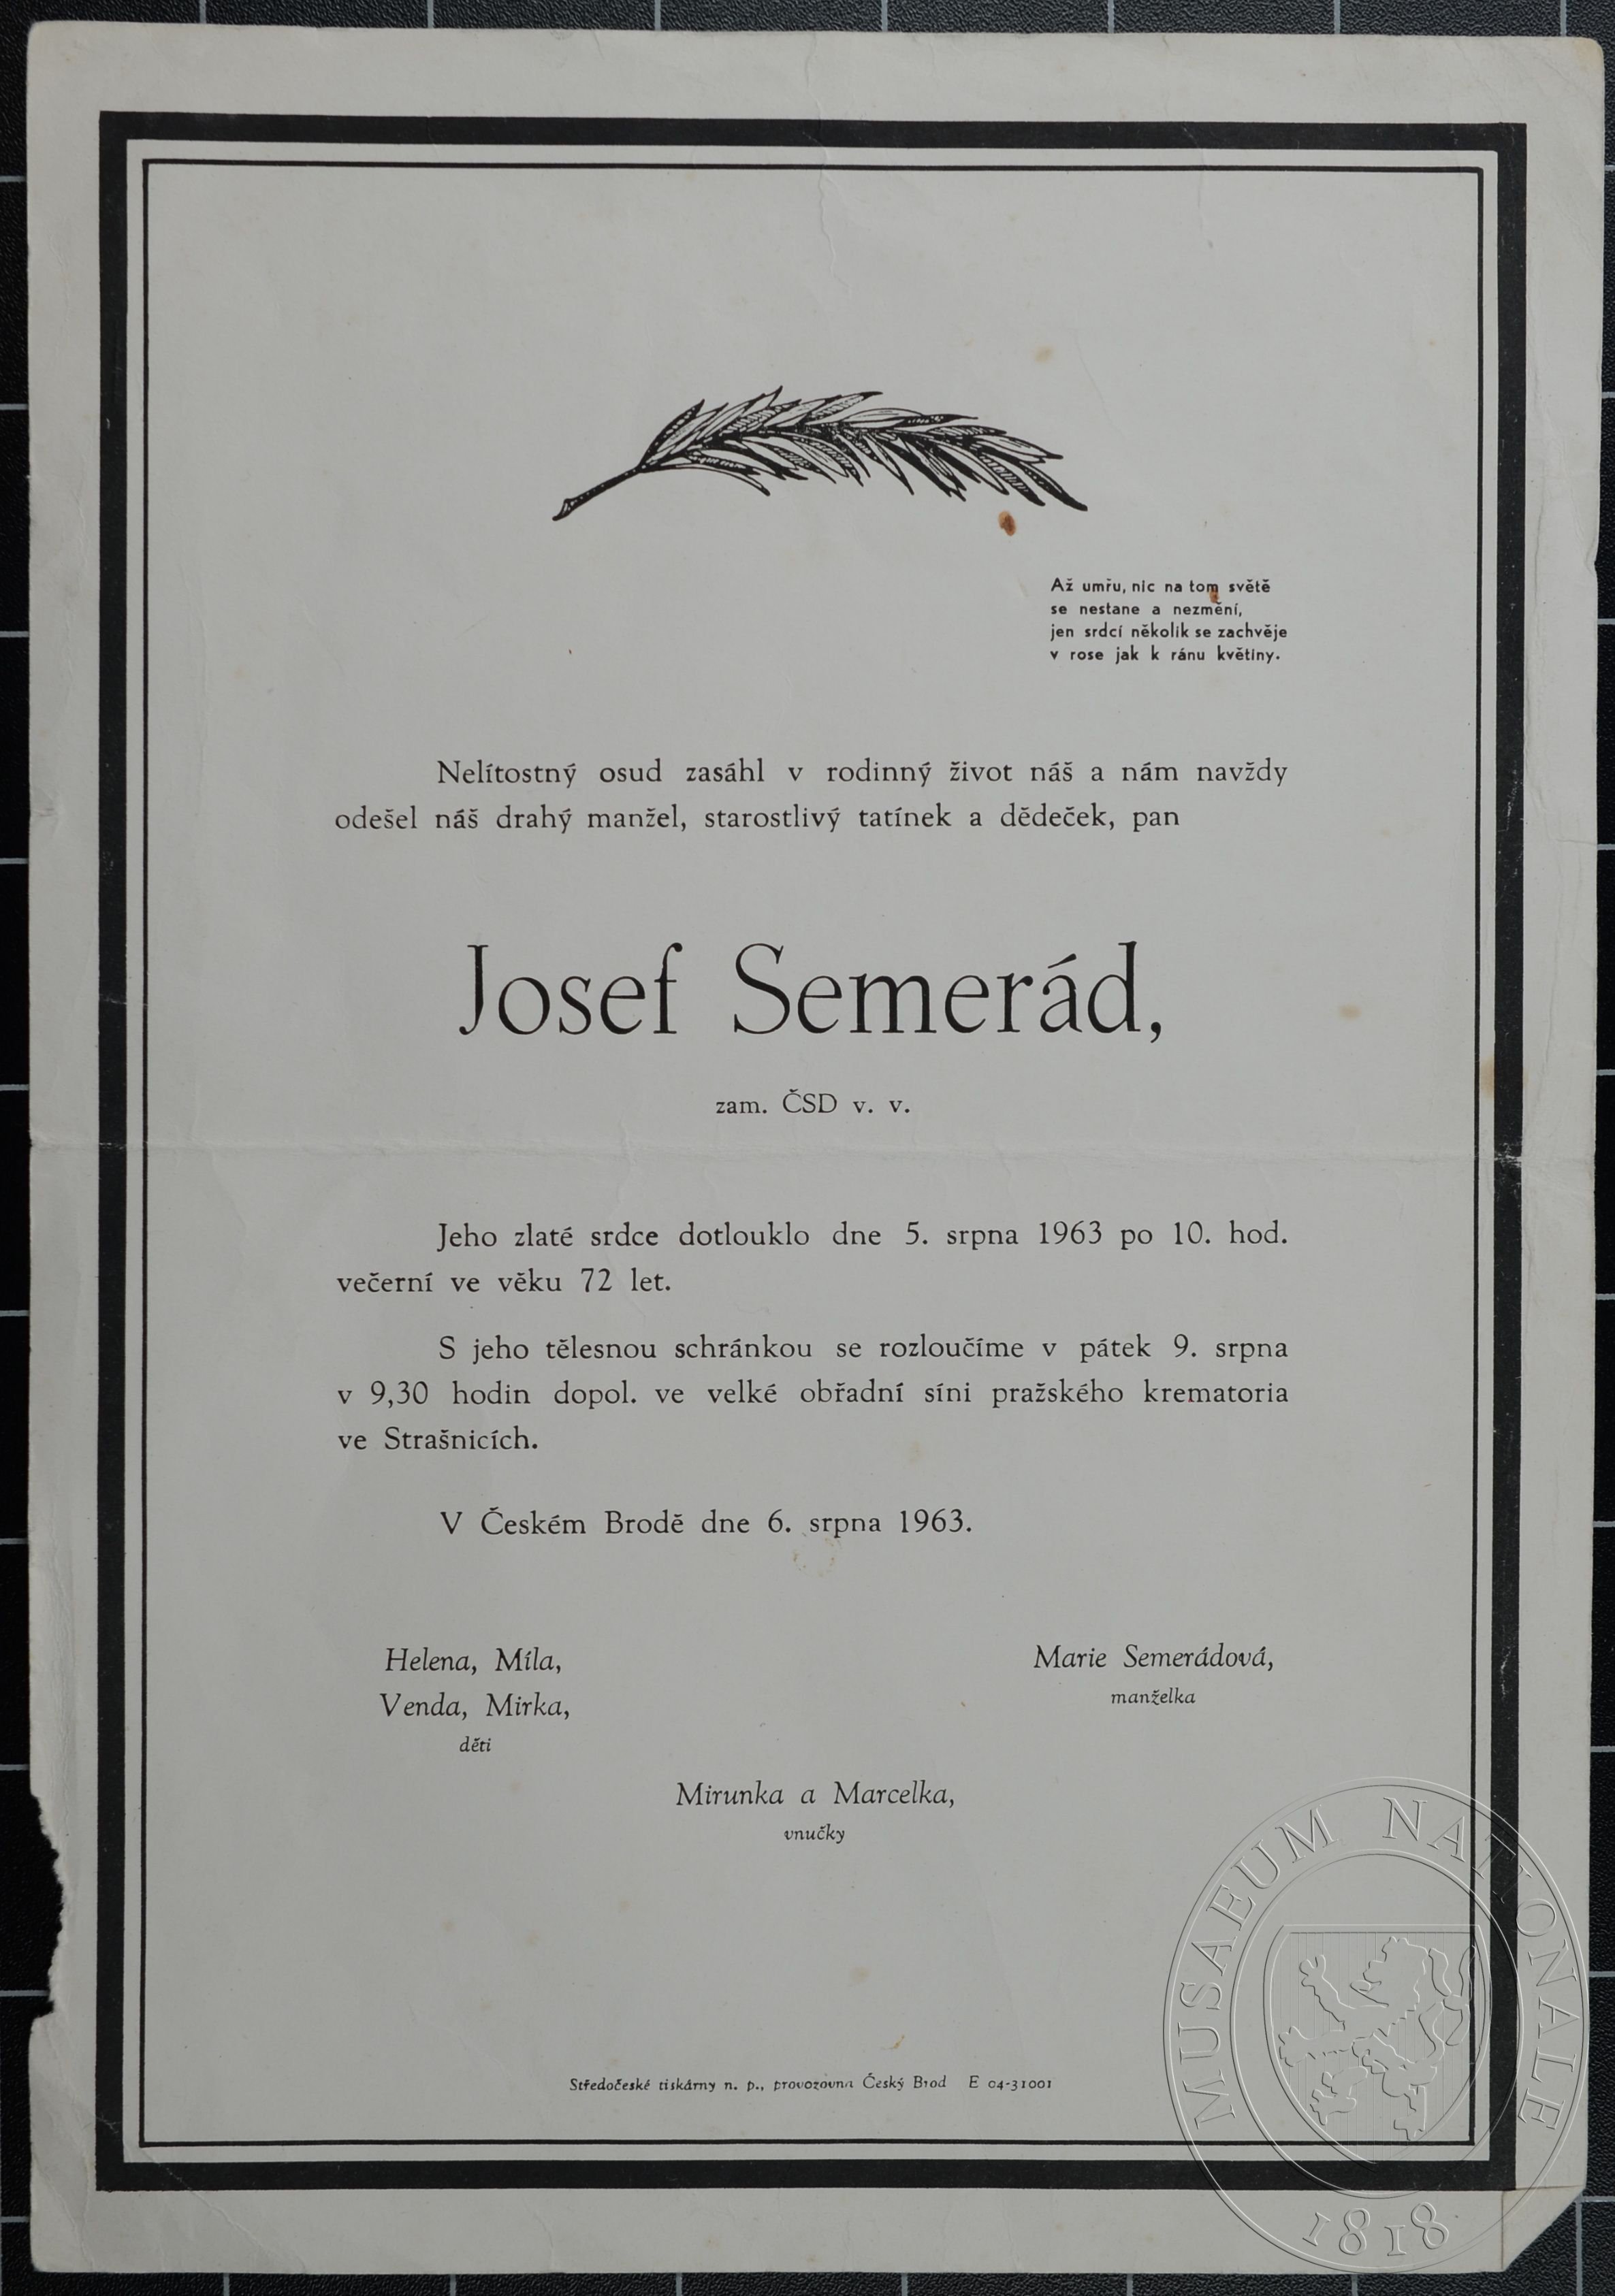 Až umřu, nic na tom světě
se nestane a nezmění,
jen srdcí několik se zachvěje
v rose jak k ránu květiny.
Nelítostný osud zasáhl v rodinný život náš a nám navždy
odešel náš drahý manžel, starostlivý tatínek a dědeček, pan
Josef Semerád,
zam. ČSD v. v.
Jeho zlaté srdce dotlouklo dne 5. srpna 1963 po 10. hod.
večerní ve věku 72 let.
S jeho tělesnou schránkou se rozloučíme v pátek 9. srpna
v 9,30 hodin dopol. ve velké obřadní síni pražského krematoria
ve Strašnicích.
V Českém Brodě dne 6. srpna 1963.
Helena, Míla,
Venda, Mirka,
děti
Marie Semerádová,
manželka
Mirunka a Marcelka,
vnučky
Středočeské tiskárny n. p., provozovna Český Brod E 04-31001
MUSAEUM NATIONALE
1818